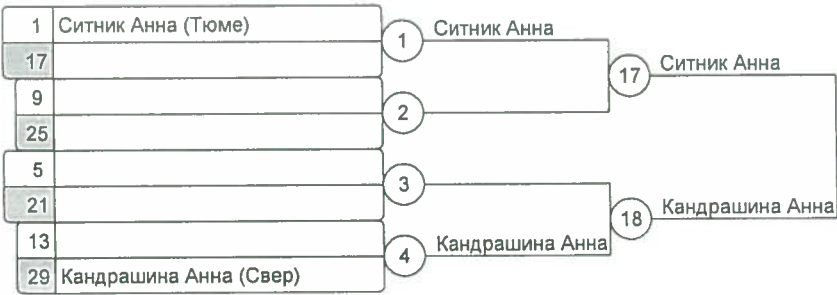 1 Ситник Анна (Тюме)
17
9
25
5
21
13
29 Кандрашина Анна (Свер)
1 Ситник Анна
2
3
4 Кандрашина Анна
17 Ситник Анна
18 Кандрашина Анна